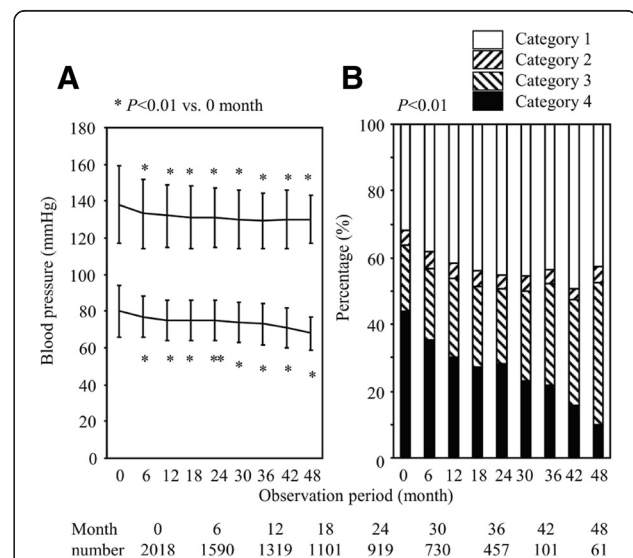 Category 1
Category 2
Category 3
Category 4
A
B
* P<0.01 vs. 0 month
P<0.01
180
160
140
120
100
80
60
40
20
0
Blood pressure (mmHg)
* * * * * * * *
* * * ** * * * *
0 6 12 18 24 30 36 42 48
100
80
60
40
20
0
Percentage (%)
0 6 12 18 24 30 36 42 48
Observation period (month)
Month 0 6 12 18 24 30 36 42 48
number 2018 1590 1319 1101 919 730 457 101 61